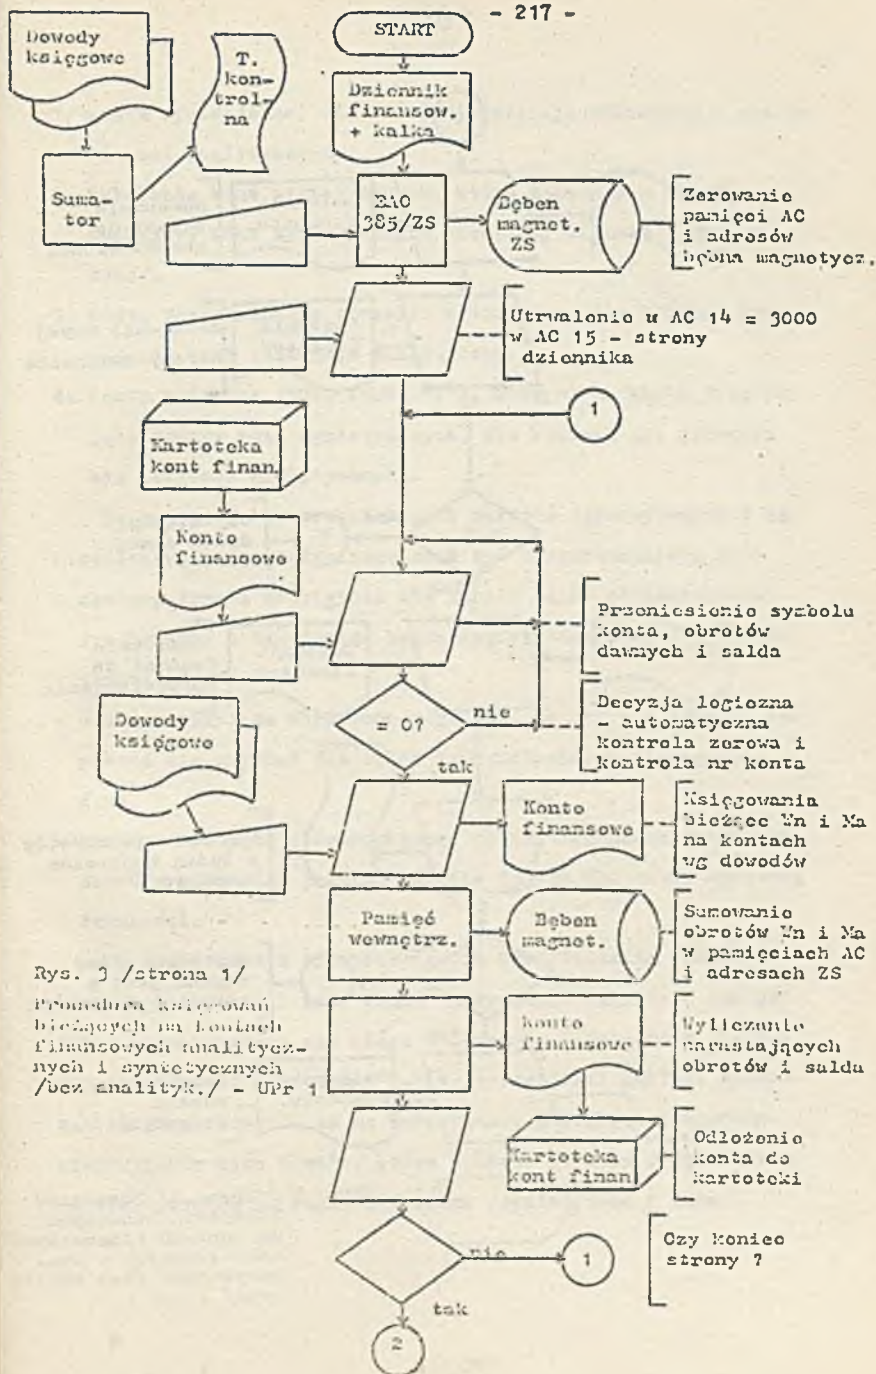 - 217 -
Dowody
księgowe
T.
kon-
trol-
na
Suma-
tor
START
Dziennik
finansow.
+ kalka
385/ZS
Bęben
magnet.
ZS
Zerowanie
pamięci AC
i adresów
bębna magnetycz.
Utrwalenie w AC 14 = 3000
w AC 15 - strony
dziennika
1
Kartoteka
kont finan.
Konto
finansowe
Przeniesienie symbolu
konta, obrotów
dawnych i salda
= 0?
nie
tak
Decyzja logiczna
- automatyczna
kontrola zerowa i
kontrola nr konta
Dowody
księgowe
Konto
finansowe
Księgowania
bieżące Wn i Ma
na kontach
wg dowodów
Pamięć
wewnętrz.
Bęben
magnet.
Sumowanie
obrotów Wn i Ma
w pamięciach AC
i adresach ZS
Rys. 3 /strona 1/
Procedura księgowań
bieżących na kontach
finansowych analitycz-
nych i syntetycznych
/bez analityk./ - UPr 1
Konto
finansowe
Wyliczanie
narastających
obrotów i salda
Kartoteka
kont finan
Odłożenie
konta do
kartoteki
nie
1
Czy koniec
strony ?
tak
2